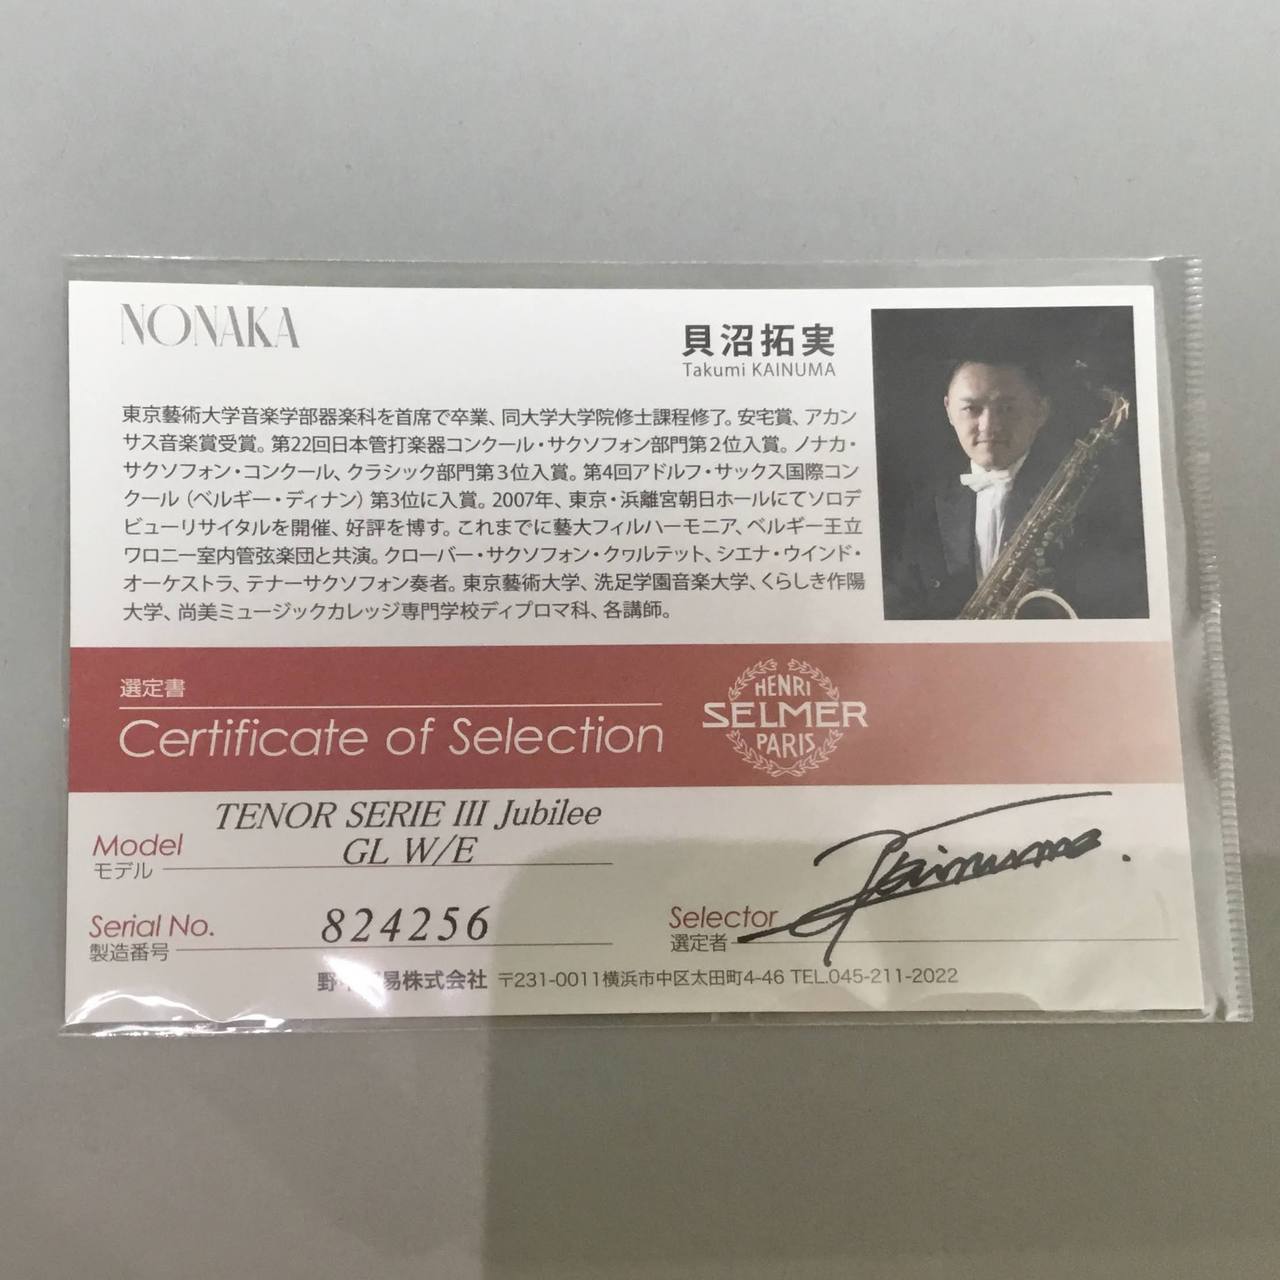 NONAKA
貝沼拓実
Takumi KAINUMA
東京藝術大学音楽学部器楽科を首席で卒業、同大学大学院修士課程修了。安宅賞、アカン
サス音楽賞受賞。第22回日本管打楽器コンクール・サクソフォン部門第２位入賞。ノナカ・
サクソフォン・コンクール、クラシック部門第３位入賞。第4回アドルフ・サックス国際コン
クール（ベルギー・ディナン）第3位に入賞。2007年、東京・浜離宮朝日ホールにてソロデ
ビューリサイタルを開催、好評を博す。これまでに藝大フィルハーモニア、ベルギー王立
ワロニー室内管弦楽団と共演。クローバー・サクソフォン・クヮルテット、シエナ・ウインド・
オーケストラ、テナーサクソフォン奏者。東京藝術大学、洗足学園音楽大学、くらしき作陽
大学、尚美ミュージックカレッジ専門学校ディプロマ科、各講師。
選定書
Certificate of Selection
HENRI
SELMER
PARIS
TENOR SERIE III Jubilee
Model GL W/E
モデル
Serial No. 824256
製造番号
Selector Kainuma.
選定者
野 易株式会社 〒231-0011横浜市中区太田町4-46 TEL.045-211-2022